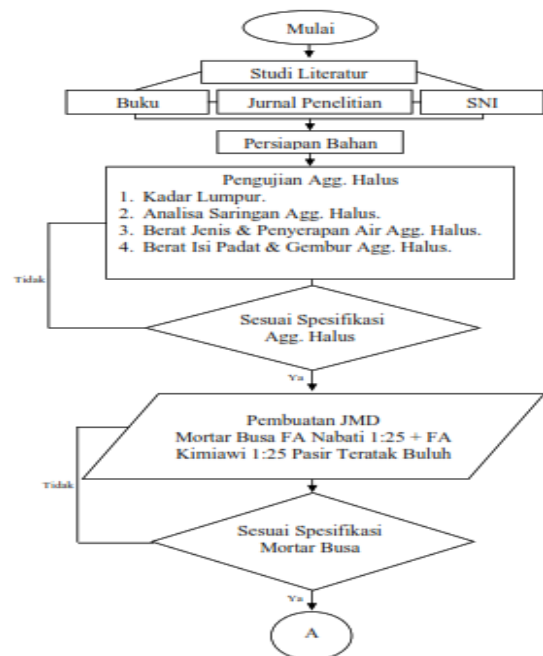 Mulai
Studi Literatur
Buku
Jurnal Penelitian
SNI
Persiapan Bahan
Pengujian Agg. Halus
1. Kadar Lumpur.
2. Analisa Saringan Agg. Halus.
3. Berat Jenis & Penyerapan Air Agg. Halus.
4. Berat Isi Padat & Gembur Agg. Halus.
Tidak
Sesuai Spesifikasi
Agg. Halus
Ya
Pembuatan JMD
Mortar Busa FA Nabati 1:25 + FA
Kimiawi 1:25 Pasir Teratak Buluh
Tidak
Sesuai Spesifikasi
Mortar Busa
Ya
A